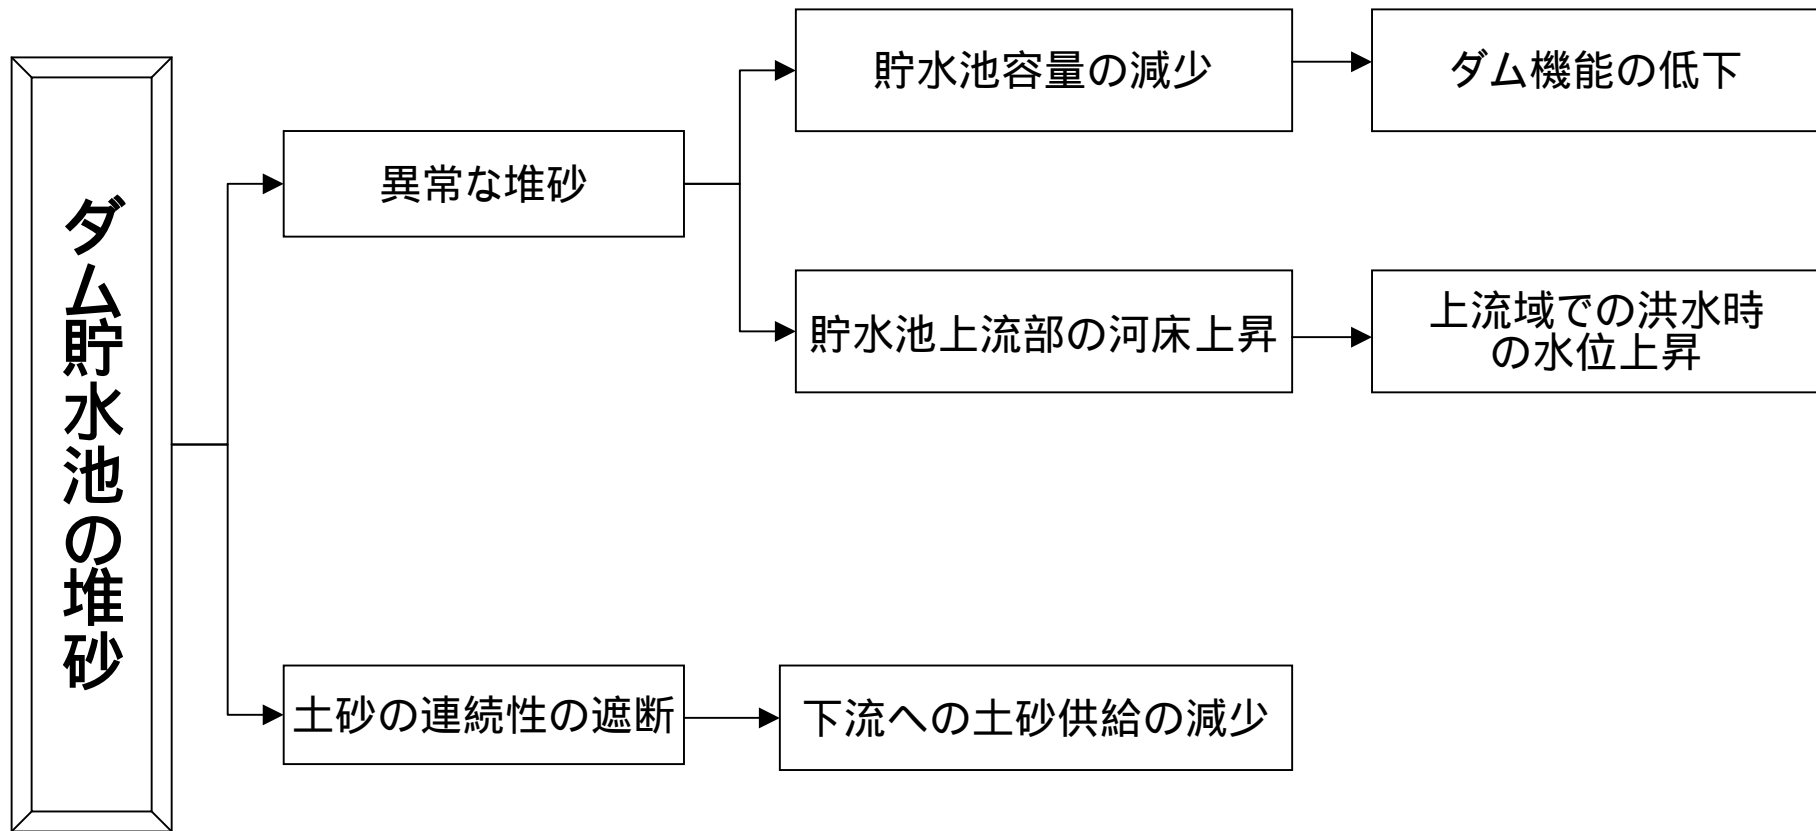 ダム貯水池の堆砂
異常な堆砂
貯水池容量の減少
ダム機能の低下
貯水池上流部の河床上昇
上流域での洪水時
の水位上昇
土砂の連続性の遮断
下流への土砂供給の減少